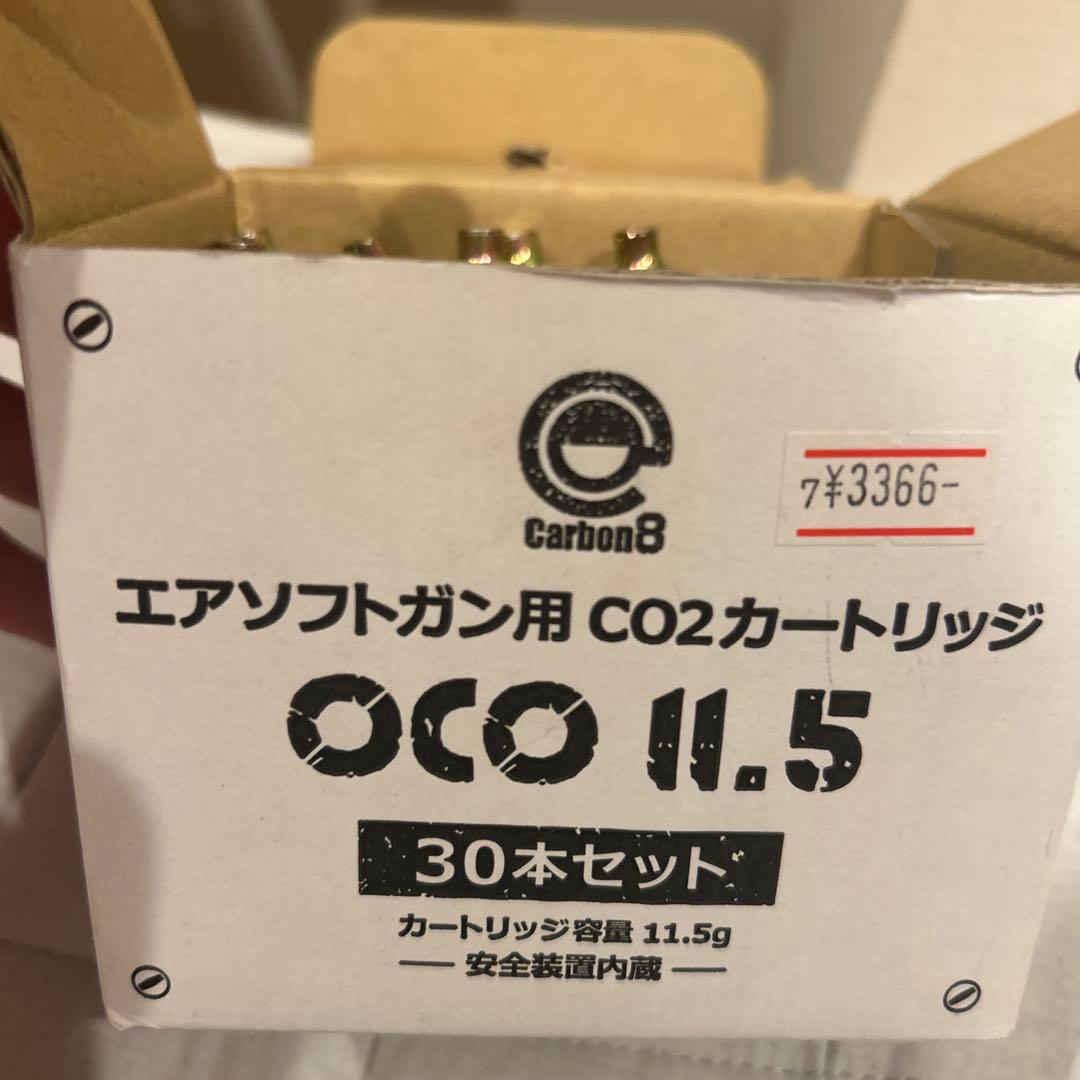 Carbon8
7¥3366-
エアソフトガン用 CO2カートリッジ
OCO 11.5
30本セット
カートリッジ容量 11.5g
安全装置内蔵